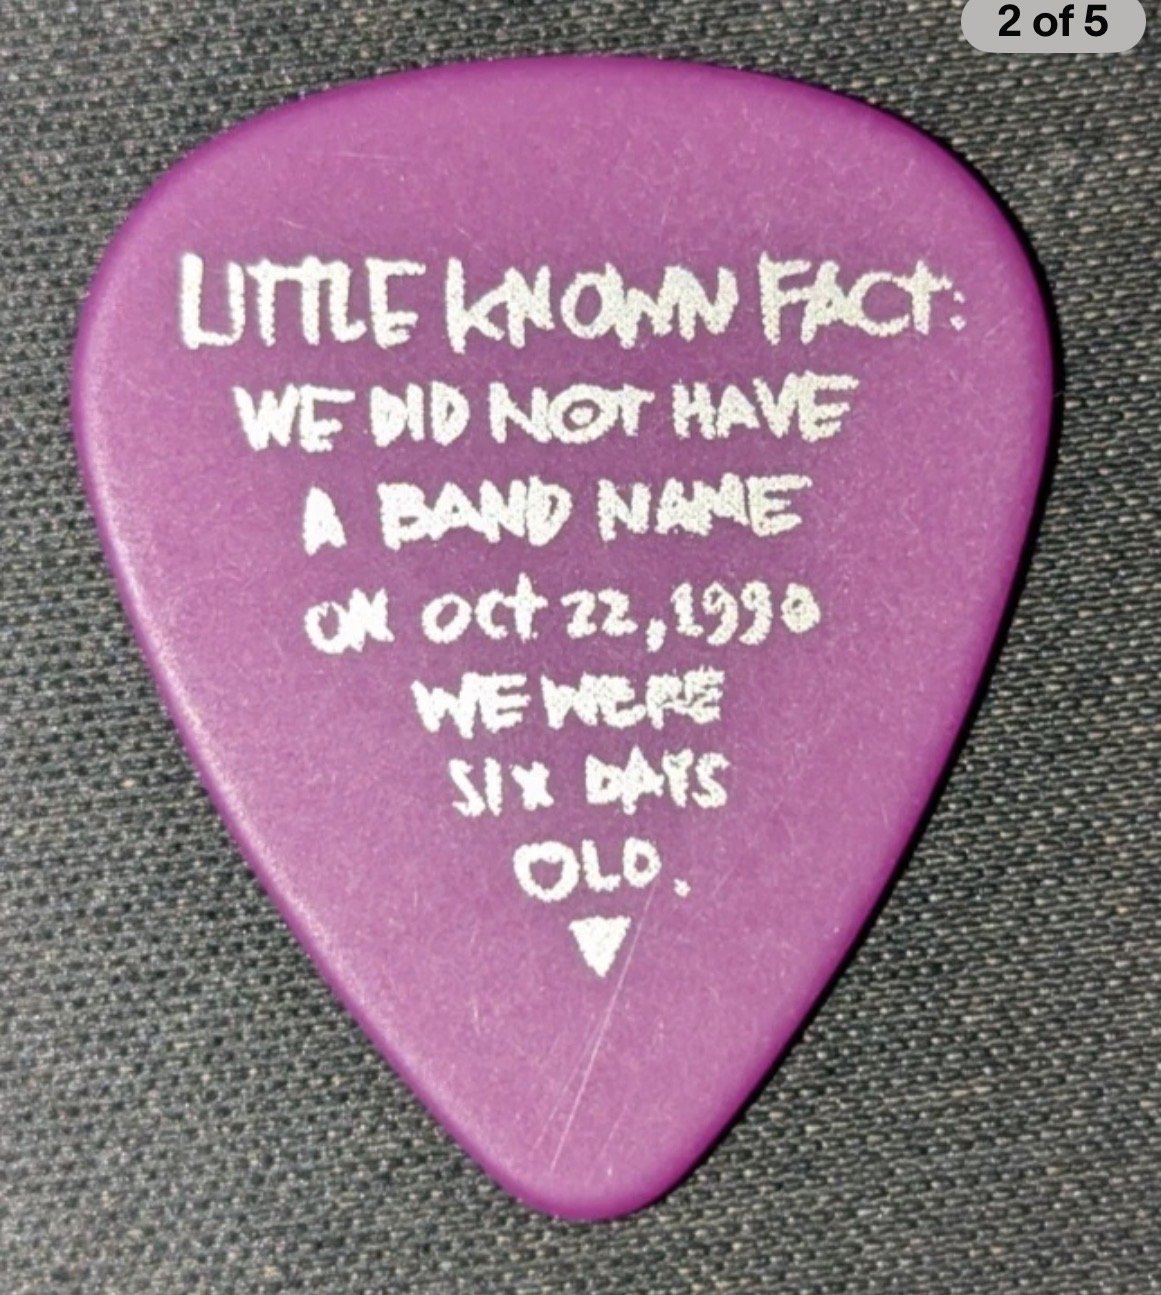 2 of 5
LITTLE KNOWN FACT:
WE DID NOT HAVE
A BAND NAME
ON Oct 22, 1990
WE WERE
SIX DAYS
OLD.